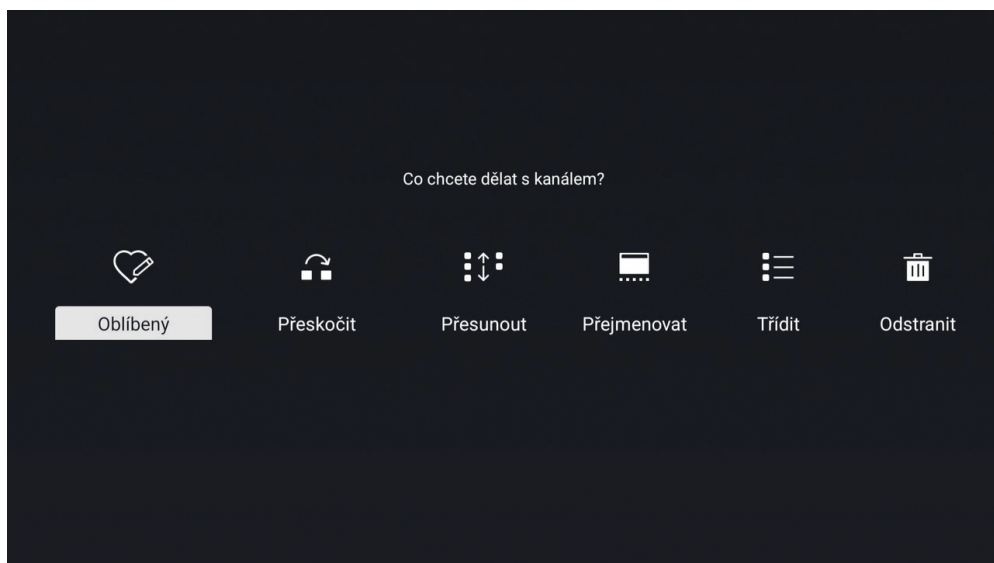 Co chcete dělat s kanálem?
Oblíbený Přeskočit Přesunout Přejmenovat Třídit Odstranit